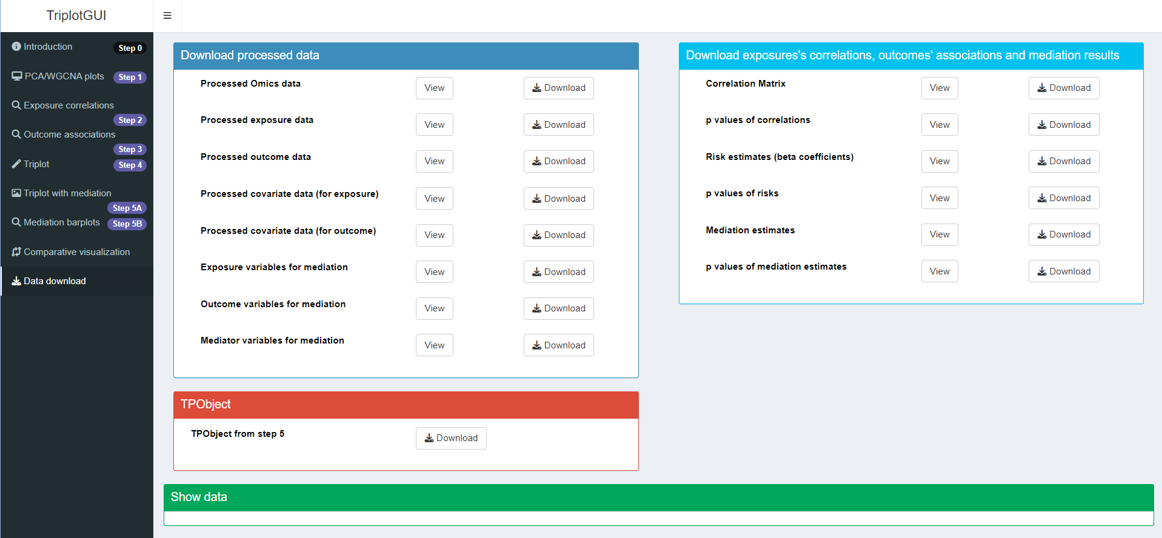 TriplotGUI
Introduction
Step 0
PCA/WGCNA plots
Step 1
Exposure correlations
Step 2
Outcome associations
Step 3
Triplot
Step 4
Triplot with mediation
Step 5A
Mediation barplots
Step 5B
Comparative visualization
Data download
Download processed data
Processed Omics data View Download
Processed exposure data View Download
Processed outcome data View Download
Processed covariate data (for exposure) View Download
Processed covariate data (for outcome) View Download
Exposure variables for mediation View Download
Outcome variables for mediation View Download
Mediator variables for mediation View Download
Download exposures's correlations, outcomes' associations and mediation results
Correlation Matrix View Download
p values of correlations View Download
Risk estimates (beta coefficients) View Download
p values of risks View Download
Mediation estimates View Download
p values of mediation estimates View Download
TPObject
TPObject from step 5 Download
Show data